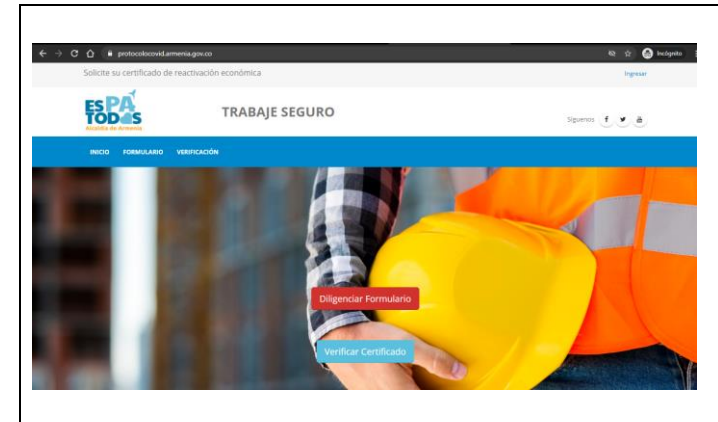 protocolocovid.armenia.gov.co
Incógnito
Solicite su certificado de reactivación económica
Ingresar
ES PA
TODOS
Alcaldía de Armenia
TRABAJE SEGURO
Síguenos
INICIO FORMULARIO VERIFICACIÓN
Diligenciar Formulario
Verificar Certificado